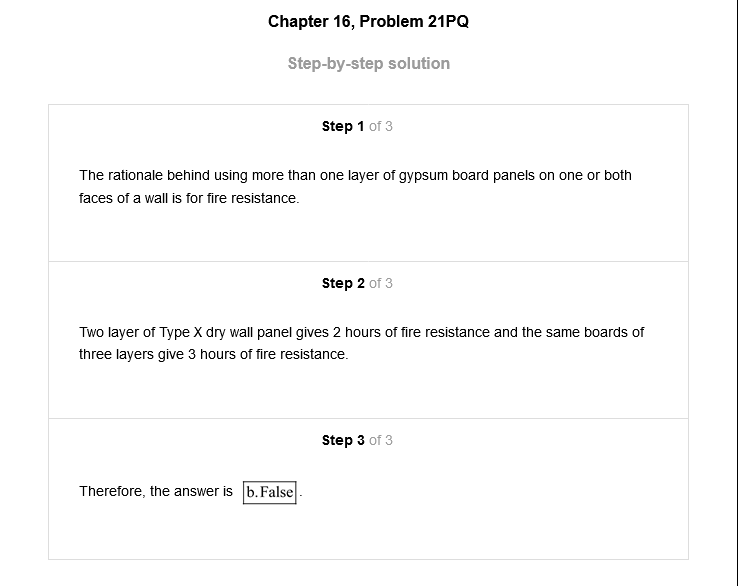 Chapter 16, Problem 21PQ
Step-by-step solution
Step 1 of 3
The rationale behind using more than one layer of gypsum board panels on one or both
faces of a wall is for fire resistance.
Step 2 of 3
Two layer of Type X dry wall panel gives 2 hours of fire resistance and the same boards of
three layers give 3 hours of fire resistance.
Step 3 of 3
Therefore, the answer is b.False.